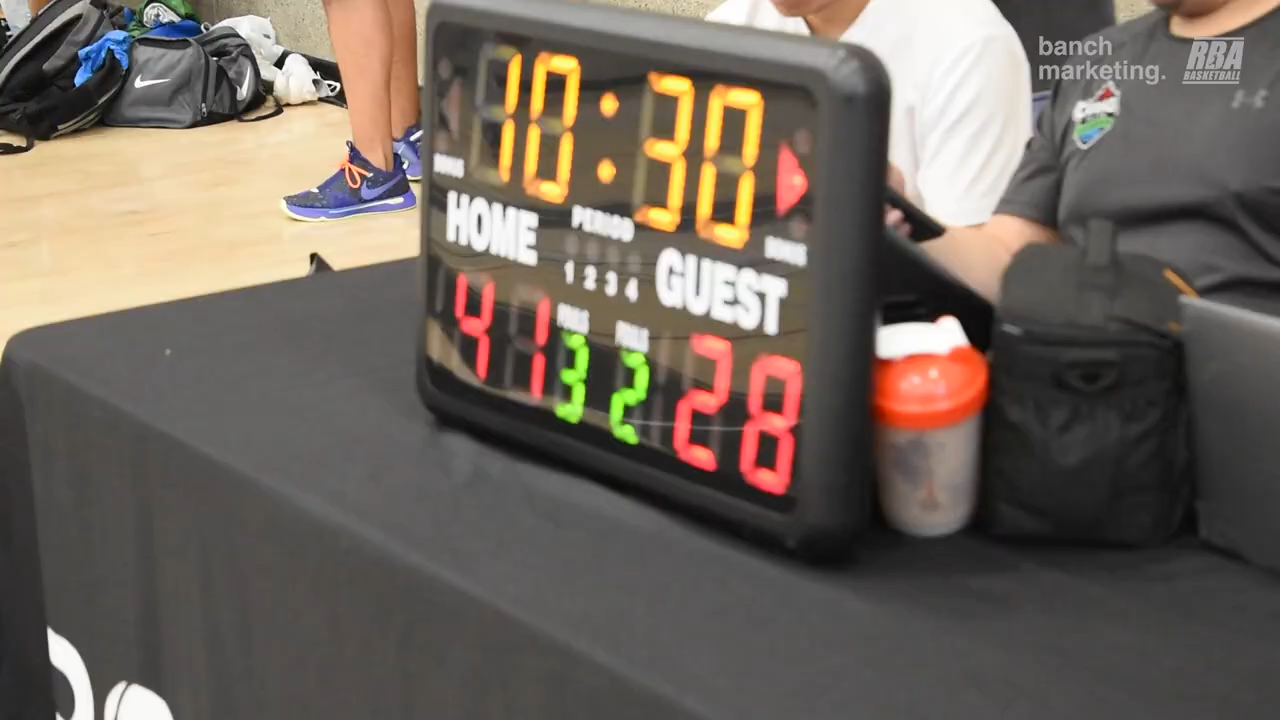 banch
marketing.
RBA
BASKETBALL
10:30
BONUS
HOME
PERIOD
1 2 3 4
BONUS
GUEST
41
FOULS
3
FOULS
2
28